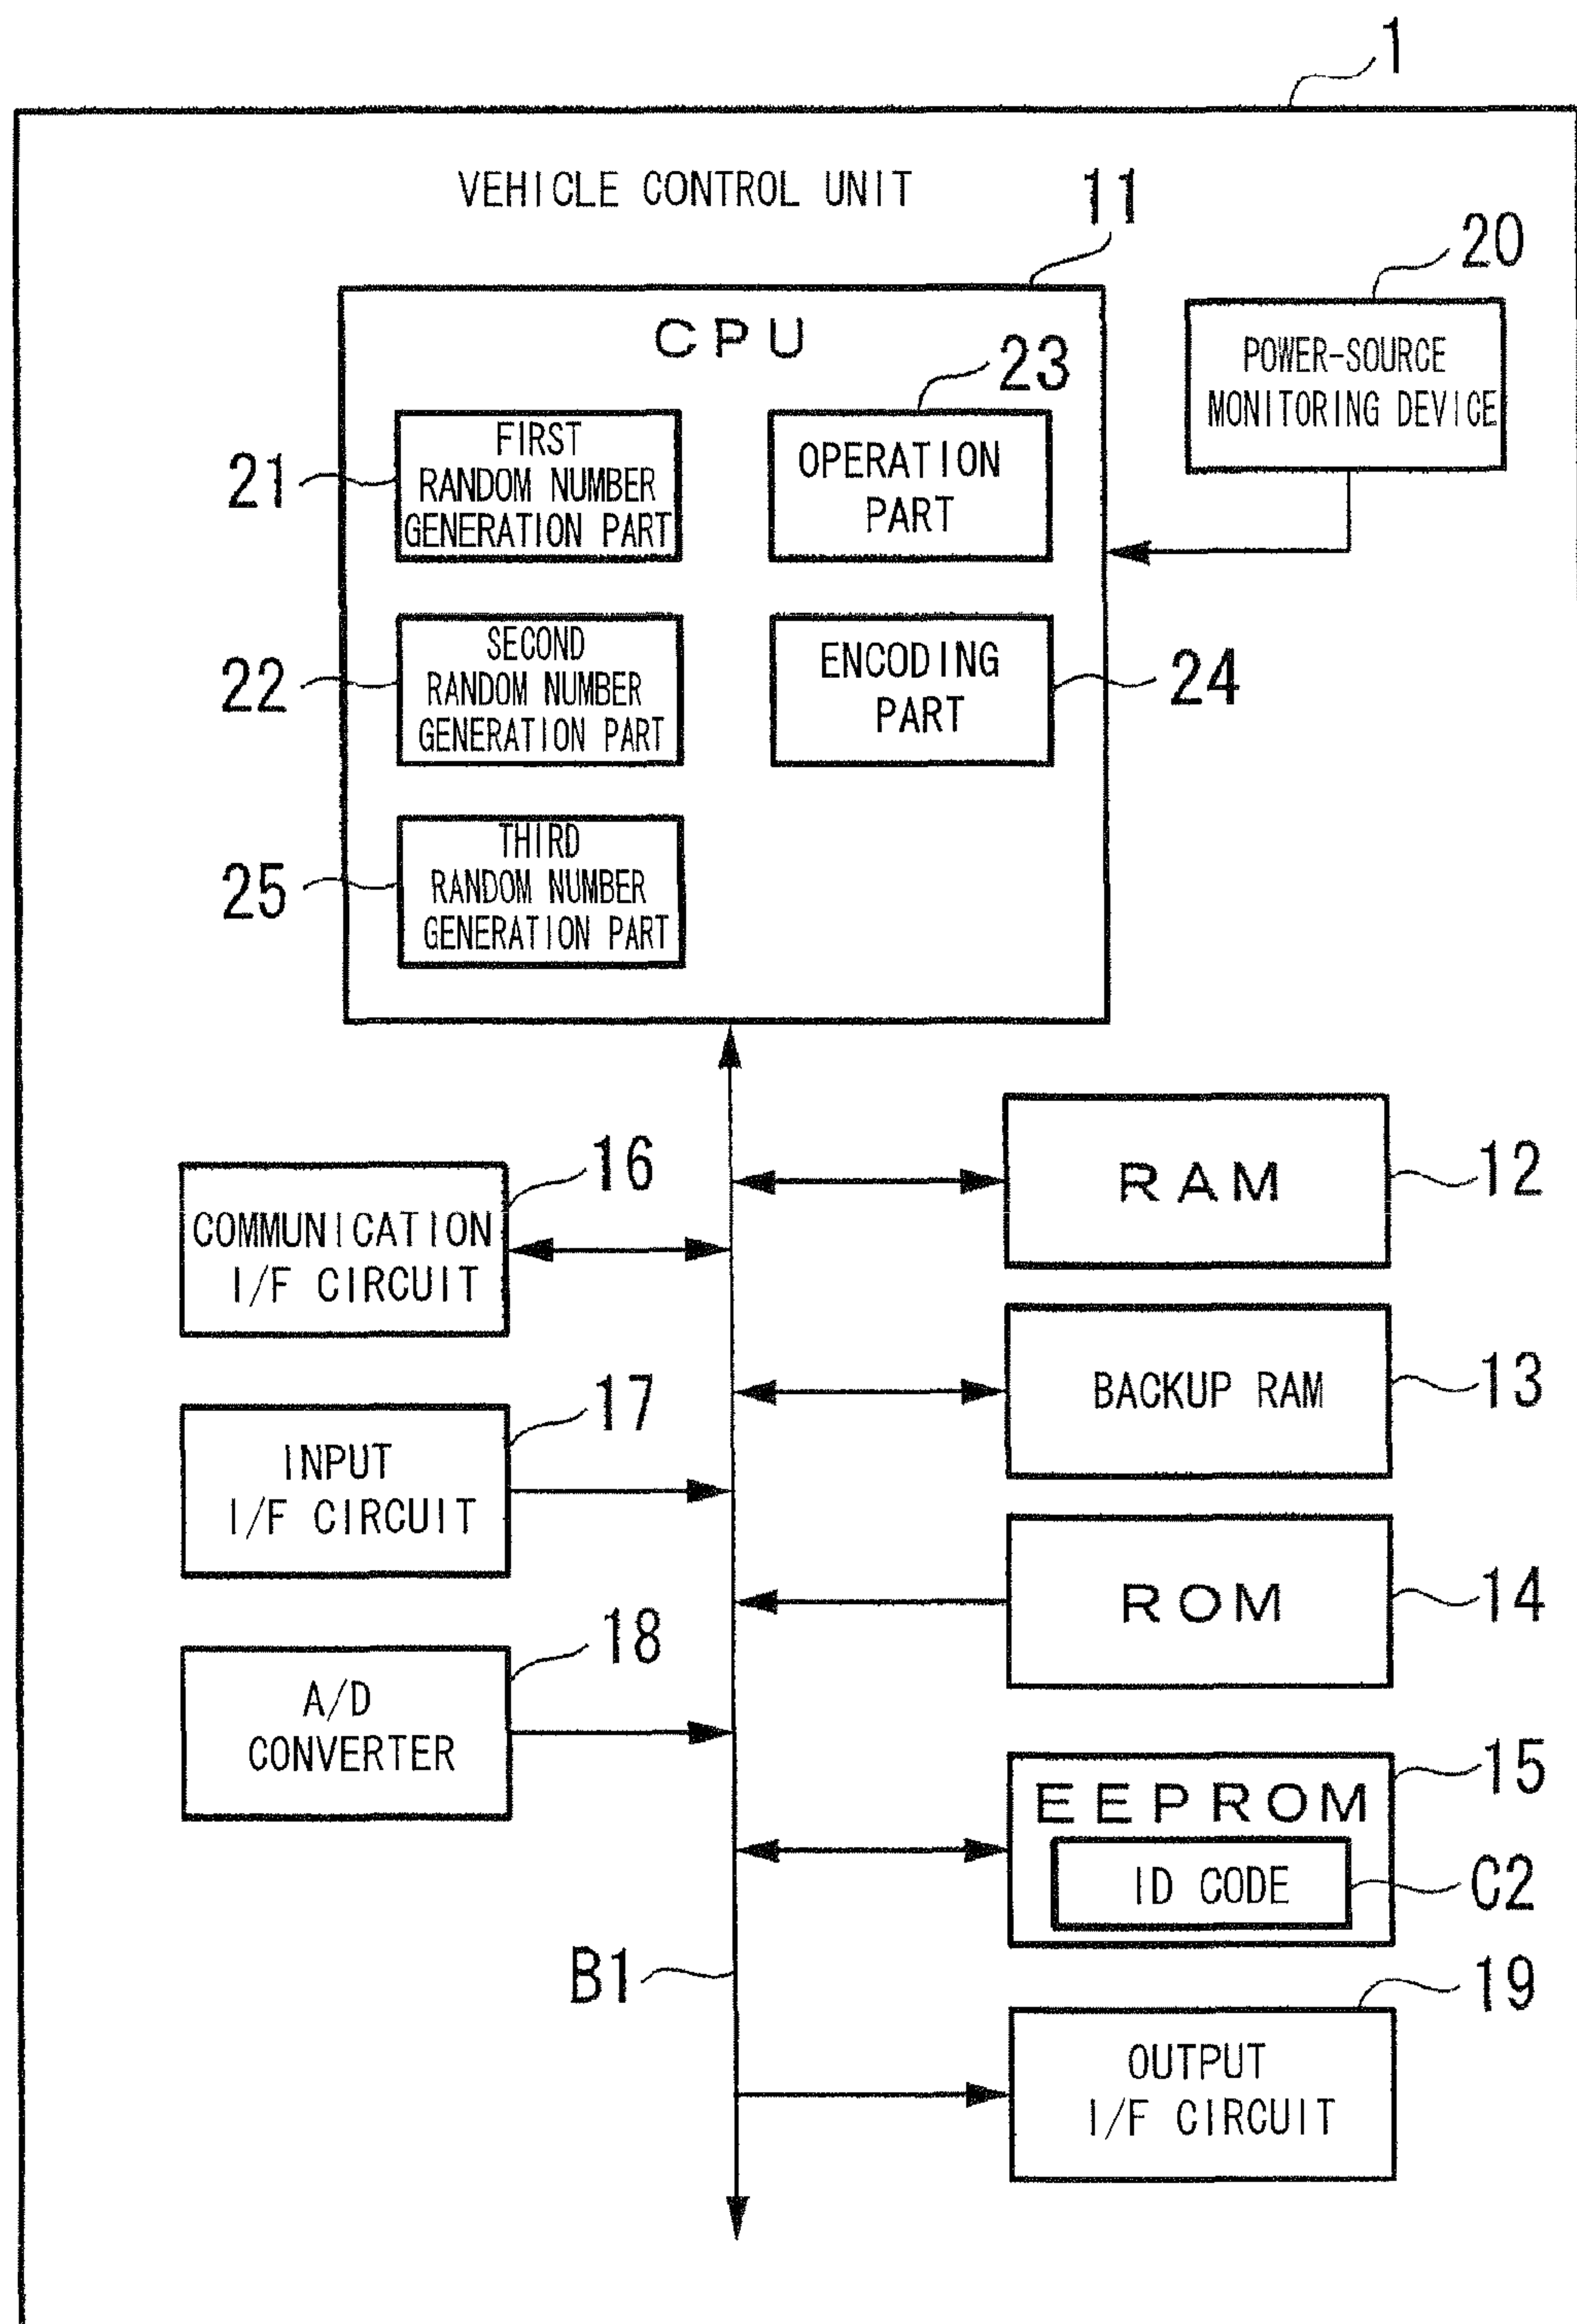 1
VEHICLE CONTROL UNIT
11
20
CPU
POWER-SOURCE
MONITORING DEVICE
23
21
FIRST
RANDOM NUMBER
GENERATION PART
OPERATION
PART
22
SECOND
RANDOM NUMBER
GENERATION PART
ENCODING
PART
24
25
THIRD
RANDOM NUMBER
GENERATION PART
16
COMMUNICATION
I/F CIRCUIT
RAM
12
17
INPUT
I/F CIRCUIT
BACKUP RAM
13
ROM
14
18
A/D
CONVERTER
15
EEPROM
ID CODE
C2
B1
19
OUTPUT
I/F CIRCUIT